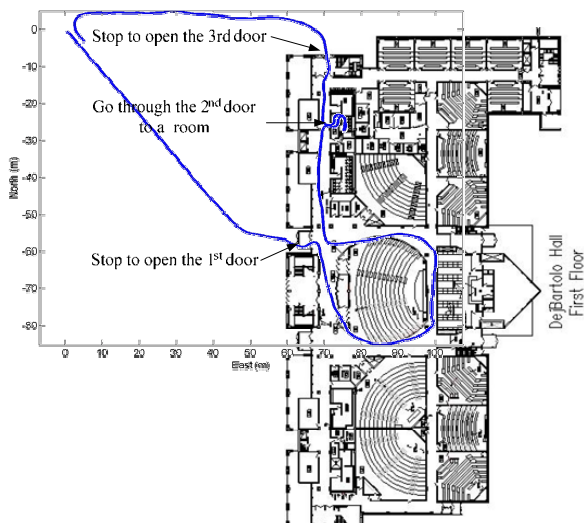 0
Stop to open the 3rd door
-10
-20
Go through the 2nd door
to a room
-30
-40
North (m)
-50
-60
Stop to open the 1st door
-70
-80
0 10 20 30 40 50 60 70 80 90 100
East (m)
DeBartolo Hall
First Floor